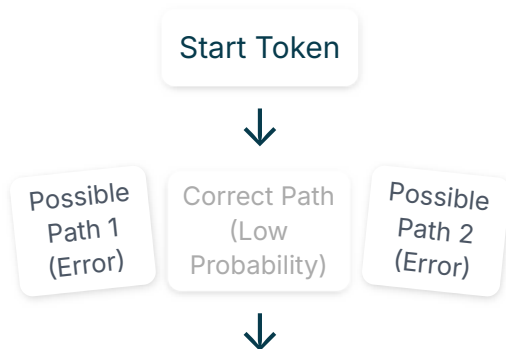 Start Token
Possible
Path 1
(Error)
Correct Path
(Low
Probability)
Possible
Path 2
(Error)